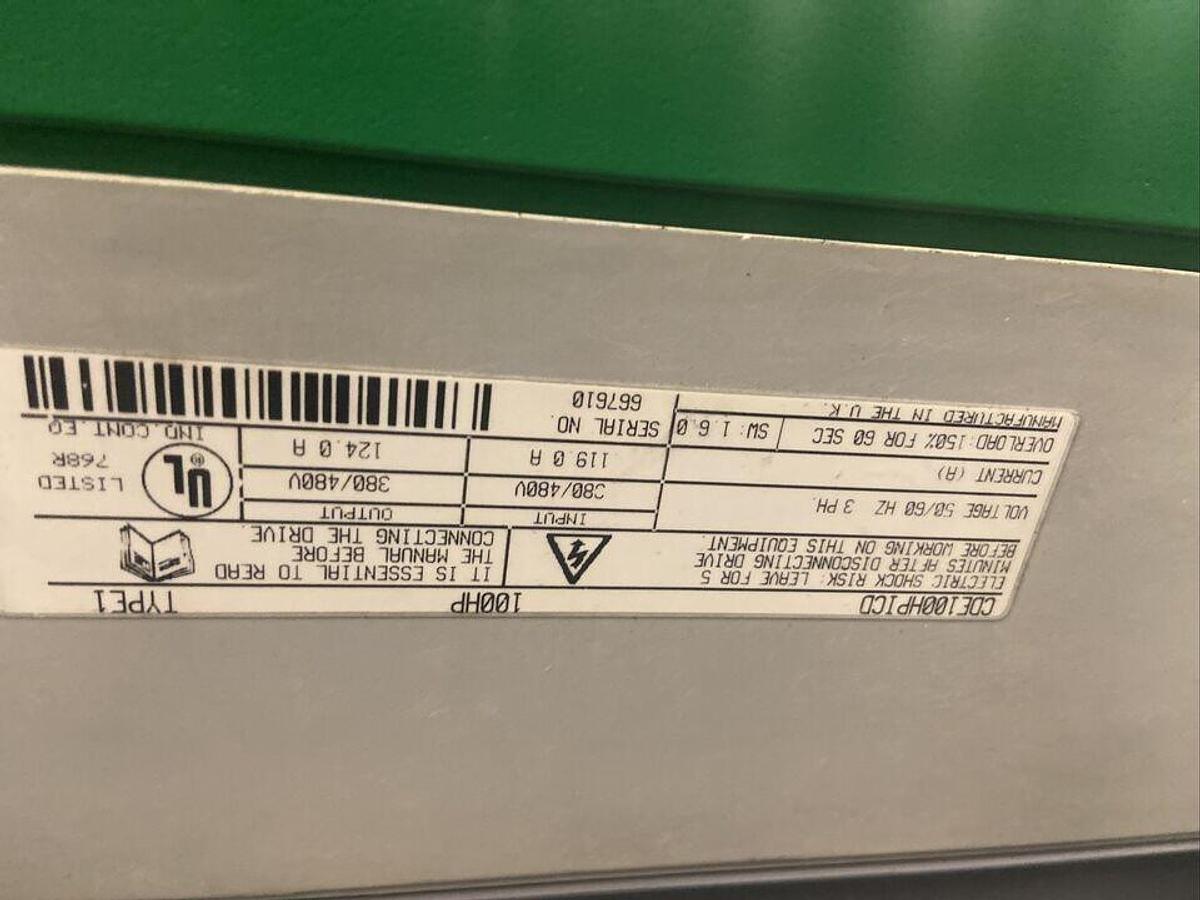 CDE100HPICD 100HP TYPE1
ELECTRIC SHOCK RISK: LEAVE FOR 5
MINUTES AFTER DISCONNECTING DRIVE
BEFORE WORKING ON THIS EQUIPMENT.
IT IS ESSENTIAL TO READ
THE MANUAL BEFORE
CONNECTING THE DRIVE.
INPUT OUTPUT
VOLTAGE 50/60 HZ 3 PH. 380/480V 380/480V
CURRENT (A) 119.0 A 124.0 A
OVERLOAD:150% FOR 60 SEC SW: 1.6.0
MANUFACTURED IN THE U.K.
SERIAL NO.
667610
UL ®
LISTED
768R
IND.CONT.EQ